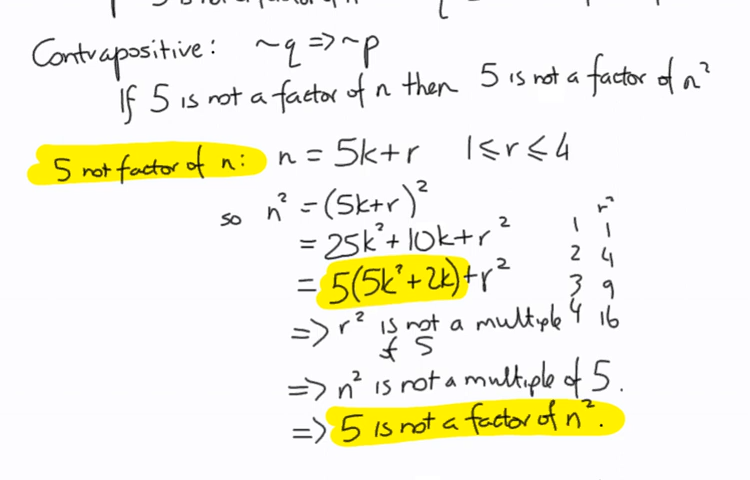 Contrapositive: ~q => ~p
If 5 is not a factor of n then 5 is not a factor of n²
5 not factor of n: n = 5k+r 1⩽r⩽4
so n² = (5k+r)²
= 25k²+10k+r²
= 5(5k²+2k)+r²
r²
1 1
2 4
3 9
4 16
=> r² is not a multiple
of 5
=> n² is not a multiple of 5.
=> 5 is not a factor of n².